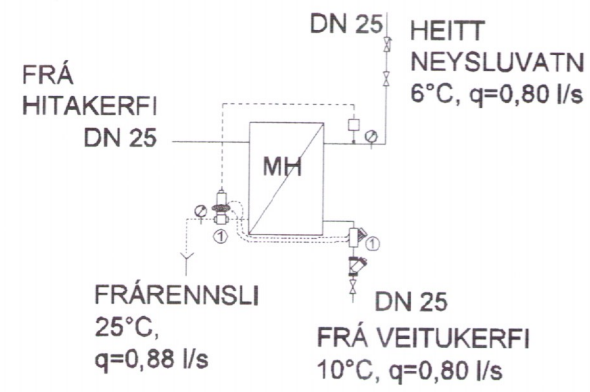 DN 25
HEITT
NEYSLUVATN
6°C, q=0,80 l/s
FRÁ
HITAKERFI
DN 25
MH
1
1
FRÁRENNSLI
25°C,
q=0,88 l/s
DN 25
FRÁ VEITUKERFI
10°C, q=0,80 l/s